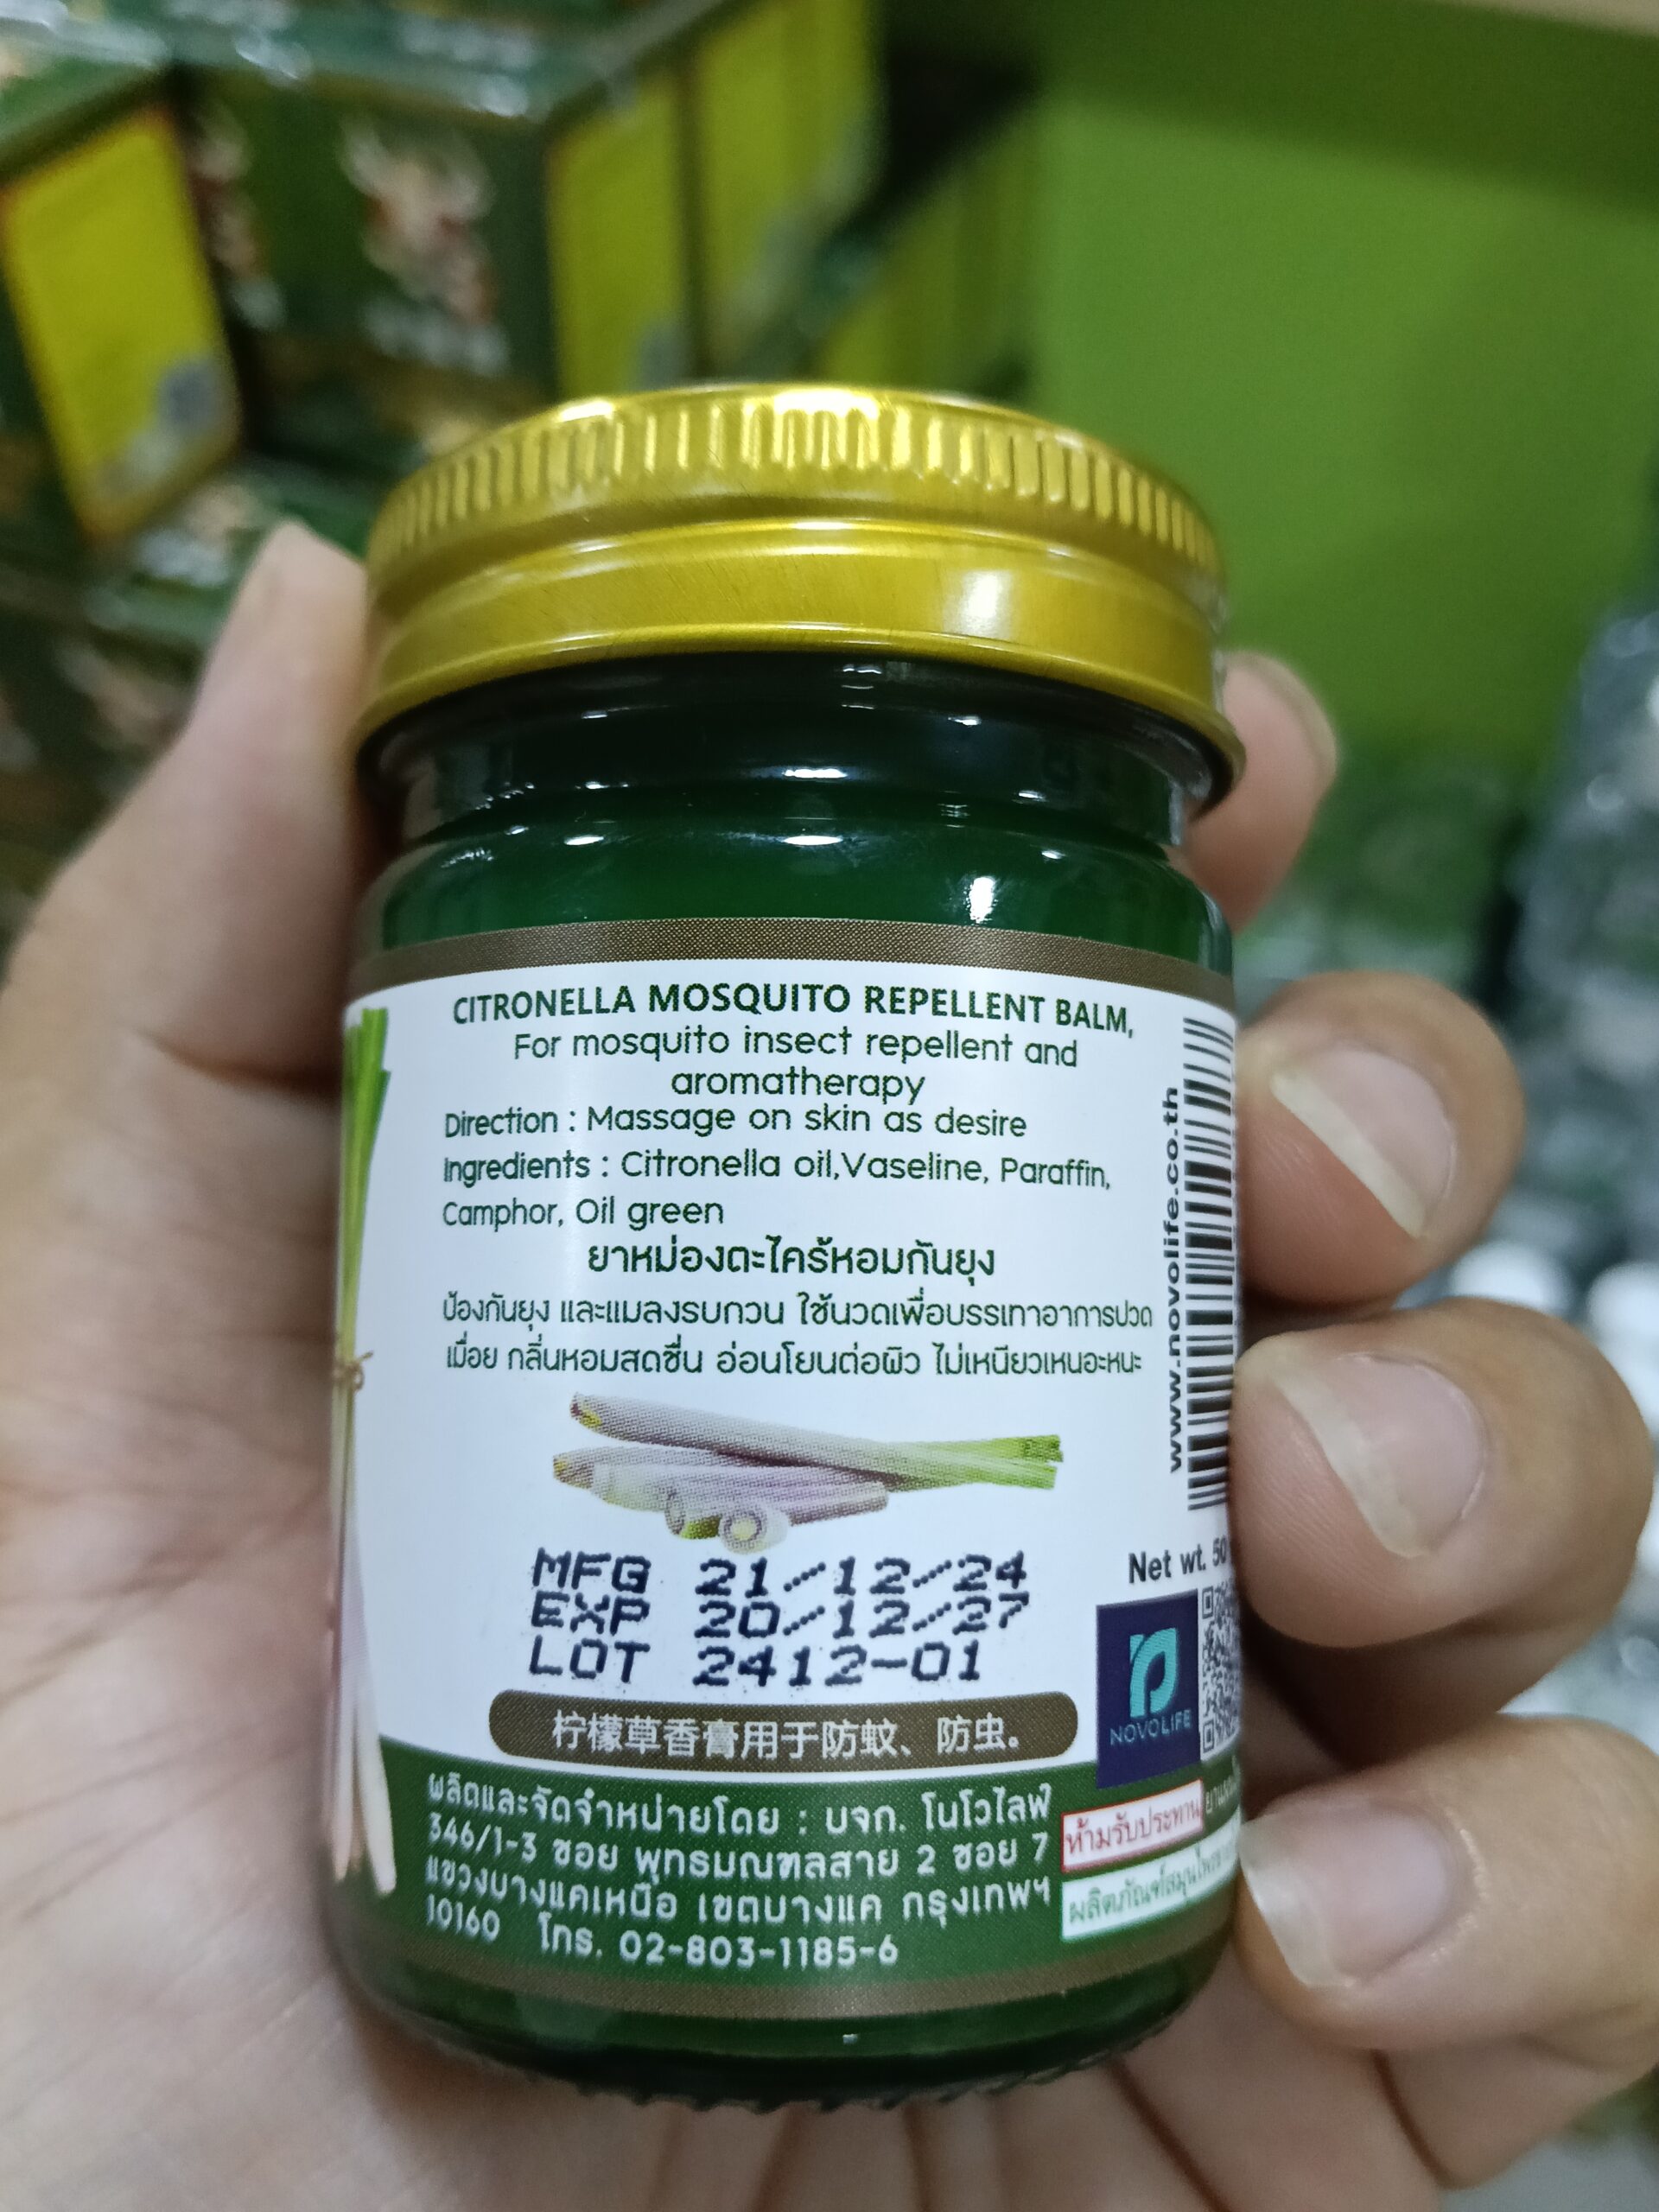 CITRONELLA MOSQUITO REPELLENT BALM,
For mosquito insect repellent and
aromatherapy
Direction : Massage on skin as desire
Ingredients : Citronella oil,Vaseline, Paraffin,
Camphor, Oil green
ยาหม่องตะไคร้หอมกันยุง
ป้องกันยุง และแมลงรบกวน ใช้นวดเพื่อบรรเทาอาการปวด
เมื่อย กลิ่นหอมสดชื่น อ่อนโยนต่อผิว ไม่เหนียวเหนอะหนะ
MFG 21/12/24
EXP 20/12/27
LOT 2412-01
柠檬草香膏用于防蚊、防虫。
ผลิตและจัดจำหน่ายโดย : บจก. โนโวไลฟ์
346/1-3 ซอย พุทธมณฑลสาย 2 ซอย 7
แขวงบางแคเหนือ เขตบางแค กรุงเทพฯ
10160 โทร. 02-803-1185-6
www.novolife.co.th
Net wt. 50
NOVOLIFE
ห้ามรับประทาน